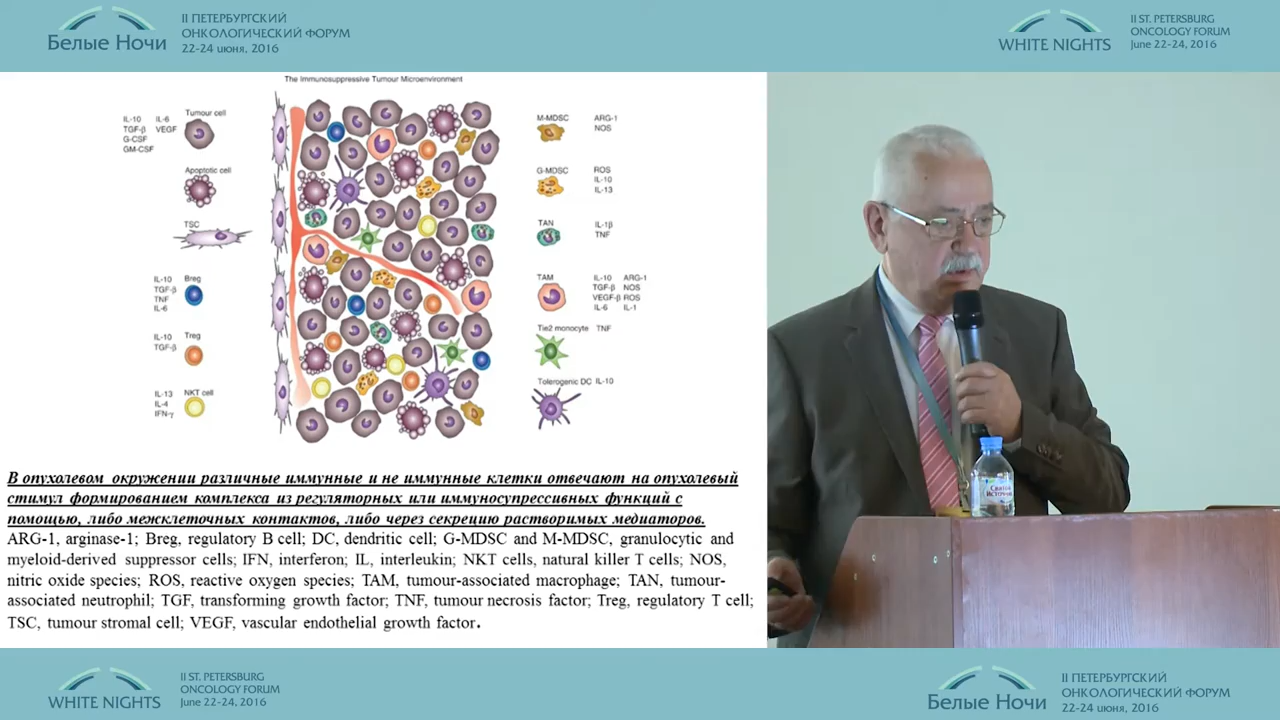 II ПЕТЕРБУРГСКИЙ
ОНКОЛОГИЧЕСКИЙ ФОРУМ
22-24 июня, 2016
Белые Ночи
II ST. PETERSBURG
ONCOLOGY FORUM
June 22-24, 2016
WHITE NIGHTS
The Immunosuppressive Tumour Microenvironment
Tumour cell
IL-10 IL-6
TGF-β VEGF
G-CSF
GM-CSF
Apoptotic cell
TSC
Breg
IL-10
TGF-β
TNF
IL-6
Treg
IL-10
TGF-β
NKT cell
IL-13
IL-4
IFN-γ
M-MDSC ARG-1
NOS
G-MDSC ROS
IL-10
IL-13
TAN IL-1β
TNF
TAM IL-10 ARG-1
TGF-β NOS
VEGF-β ROS
IL-6 IL-1
Tie2 monocyte TNF
Tolerogenic DC IL-10
В опухолевом окружении различные иммунные и не иммунные клетки отвечают на опухолевый
стимул формированием комплекса из регуляторных или иммуносупрессивных функций с
помощью, либо межклеточных контактов, либо через секрецию растворимых медиаторов.
ARG-1, arginase-1; Breg, regulatory B cell; DC, dendritic cell; G-MDSC and M-MDSC, granulocytic and
myeloid-derived suppressor cells; IFN, interferon; IL, interleukin; NKT cells, natural killer T cells; NOS,
nitric oxide species; ROS, reactive oxygen species; TAM, tumour-associated macrophage; TAN, tumour-
associated neutrophil; TGF, transforming growth factor; TNF, tumour necrosis factor; Treg, regulatory T cell;
TSC, tumour stromal cell; VEGF, vascular endothelial growth factor.
Святой
Источник
WHITE NIGHTS
II ST. PETERSBURG
ONCOLOGY FORUM
June 22-24, 2016
Белые Ночи
II ПЕТЕРБУРГСКИЙ
ОНКОЛОГИЧЕСКИЙ ФОРУМ
22-24 июня, 2016